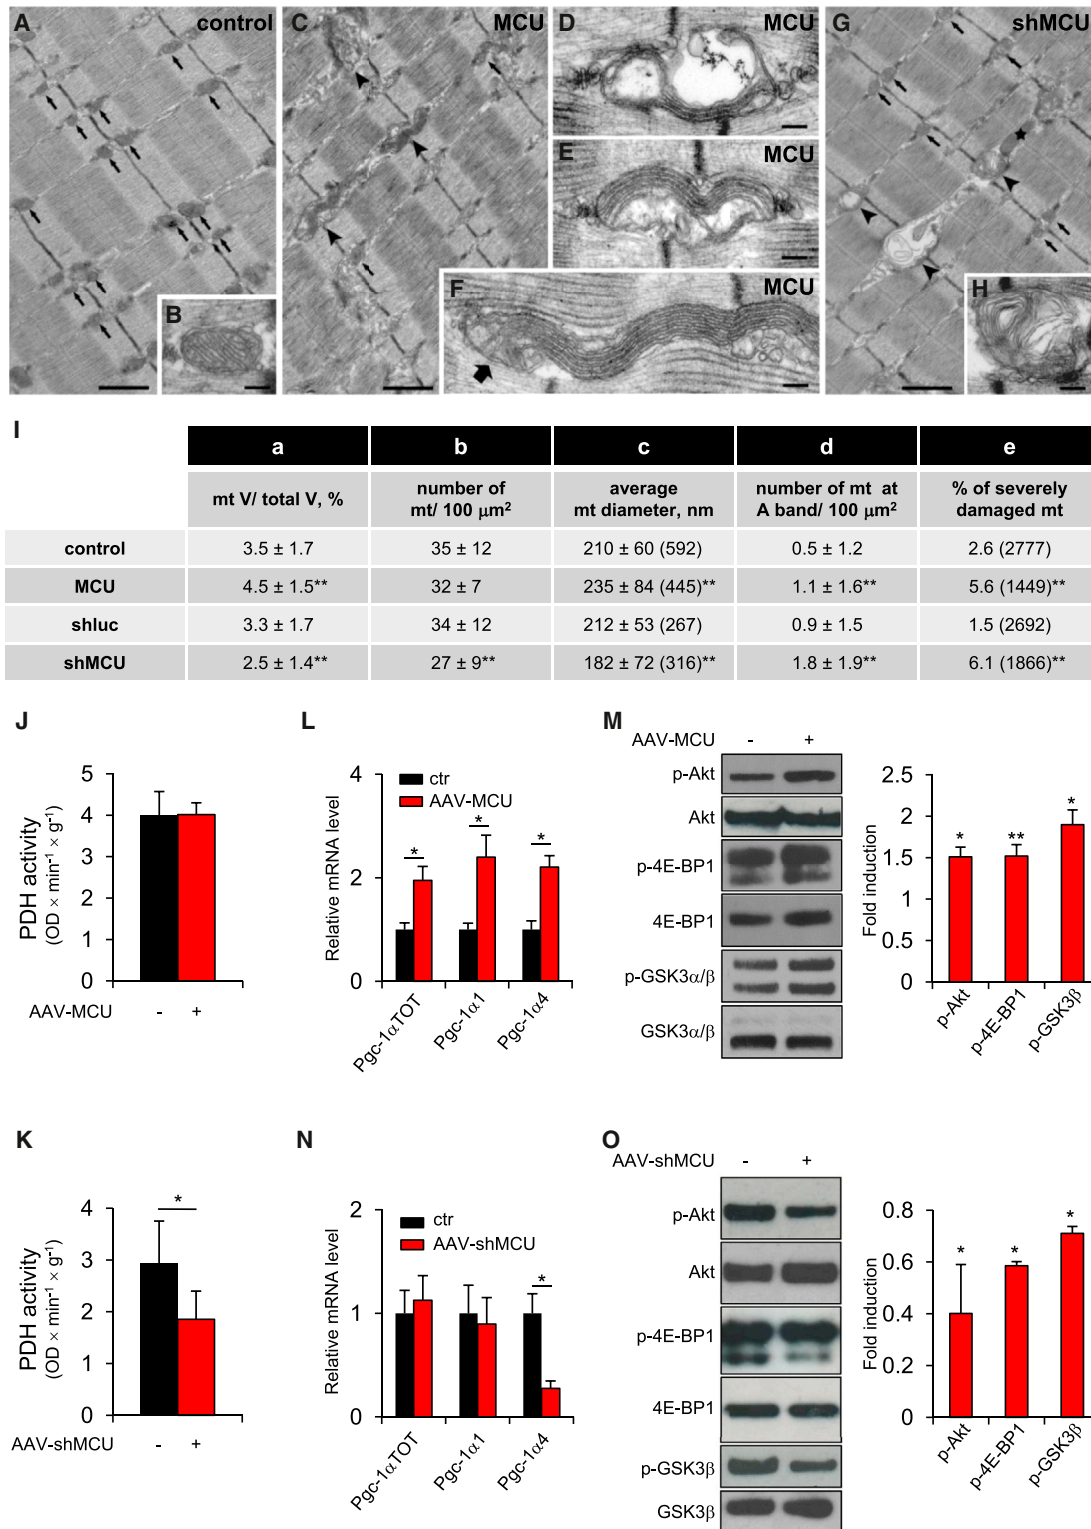 A control
B
C MCU
D MCU
E MCU
F MCU
G shMCU
H
I
a b c d e
mt V/ total V, % number of mt/ 100 μm² average mt diameter, nm number of mt at A band/ 100 μm² % of severely damaged mt
control 3.5 ± 1.7 35 ± 12 210 ± 60 (592) 0.5 ± 1.2 2.6 (2777)
MCU 4.5 ± 1.5** 32 ± 7 235 ± 84 (445)** 1.1 ± 1.6** 5.6 (1449)**
shluc 3.3 ± 1.7 34 ± 12 212 ± 53 (267) 0.9 ± 1.5 1.5 (2692)
shMCU 2.5 ± 1.4** 27 ± 9** 182 ± 72 (316)** 1.8 ± 1.9** 6.1 (1866)**
J
PDH activity
(OD × min⁻¹ × g⁻¹)
5
4
3
2
1
0
AAV-MCU - +
L
Relative mRNA level
4
2
0
ctr
AAV-MCU
* * *
Pgc-1αTOT Pgc-1α1 Pgc-1α4
M
AAV-MCU - +
p-Akt
Akt
p-4E-BP1
4E-BP1
p-GSK3α/β
GSK3α/β
Fold induction
2.5
2
1.5
1
0.5
0
* ** *
p-Akt p-4E-BP1 p-GSK3β
K
PDH activity
(OD × min⁻¹ × g⁻¹)
5
4
3
2
1
0
*
AAV-shMCU - +
N
Relative mRNA level
2
1
0
ctr
AAV-shMCU
*
Pgc-1αTOT Pgc-1α1 Pgc-1α4
O
AAV-shMCU - +
p-Akt
Akt
p-4E-BP1
4E-BP1
p-GSK3β
GSK3β
Fold induction
0.8
0.6
0.4
0.2
0
* * *
p-Akt p-4E-BP1 p-GSK3β